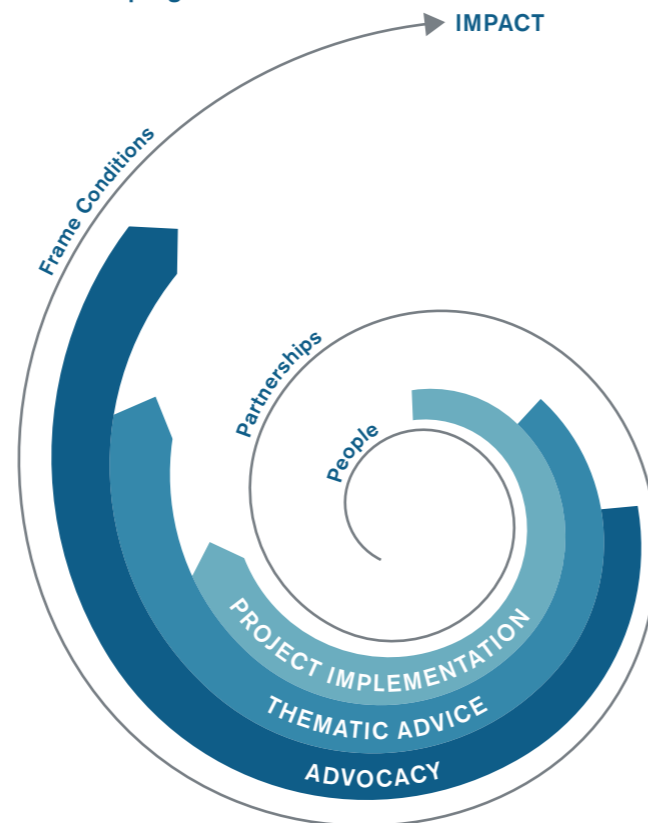 IMPACT
Frame Conditions
Partnerships
People
PROJECT IMPLEMENTATION
THEMATIC ADVICE
ADVOCACY